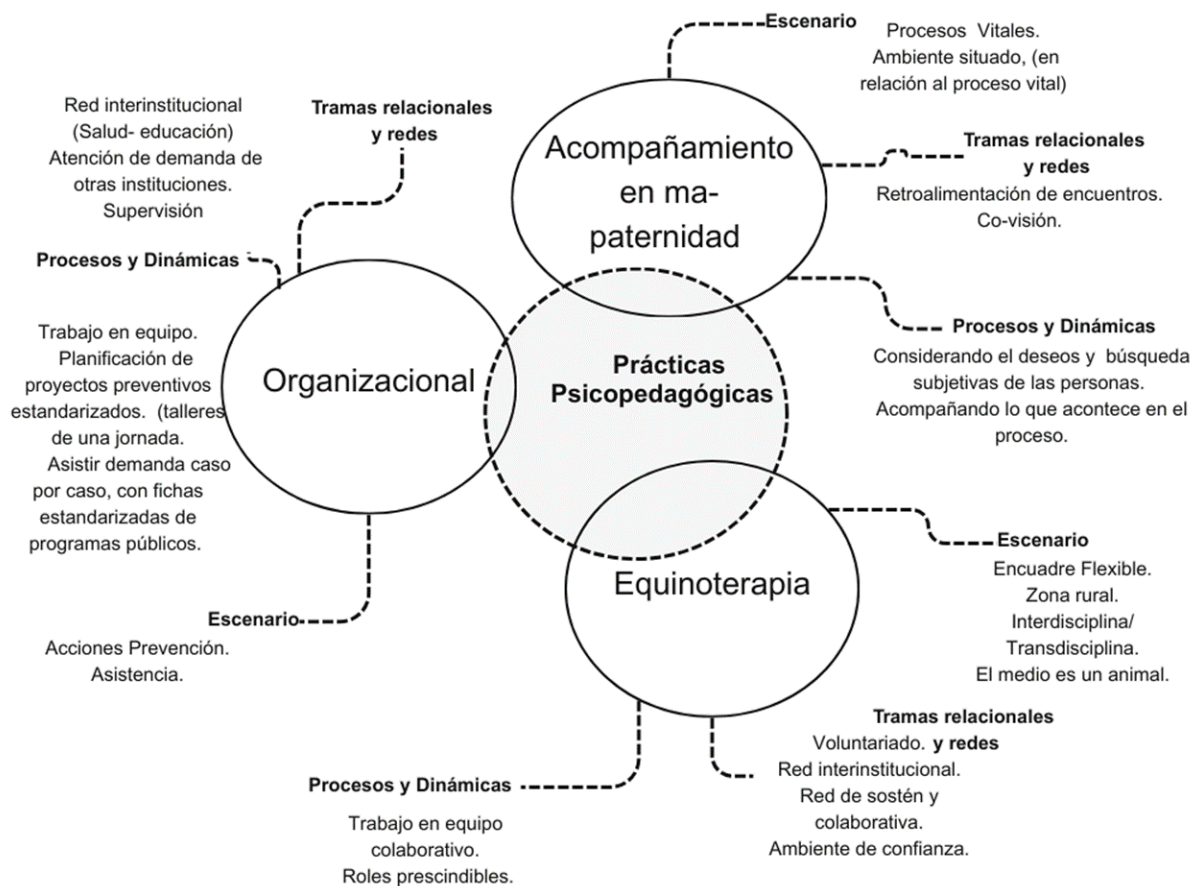 Escenario
Procesos Vitales.
Ambiente situado, (en
relación al proceso vital)
Red interinstitucional
(Salud- educación)
Atención de demanda de
otras instituciones.
Supervisión
Tramas relacionales
y redes
Acompañamiento
en ma-
paternidad
Tramas relacionales
y redes
Retroalimentación de encuentros.
Co-visión.
Procesos y Dinámicas
Trabajo en equipo.
Planificación de
proyectos preventivos
estandarizados. (talleres
de una jornada.
Asistir demanda caso
por caso, con fichas
estandarizadas de
programas públicos.
Organizacional
Prácticas
Psicopedagógicas
Procesos y Dinámicas
Considerando el deseos y búsqueda
subjetivas de las personas.
Acompañando lo que acontece en el
proceso.
Escenario
Acciones Prevención.
Asistencia.
Equinoterapia
Escenario
Encuadre Flexible.
Zona rural.
Interdisciplina/
Transdisciplina.
El medio es un animal.
Tramas relacionales
Voluntariado. y redes
Red interinstitucional.
Red de sostén y
colaborativa.
Ambiente de confianza.
Procesos y Dinámicas
Trabajo en equipo
colaborativo.
Roles prescindibles.